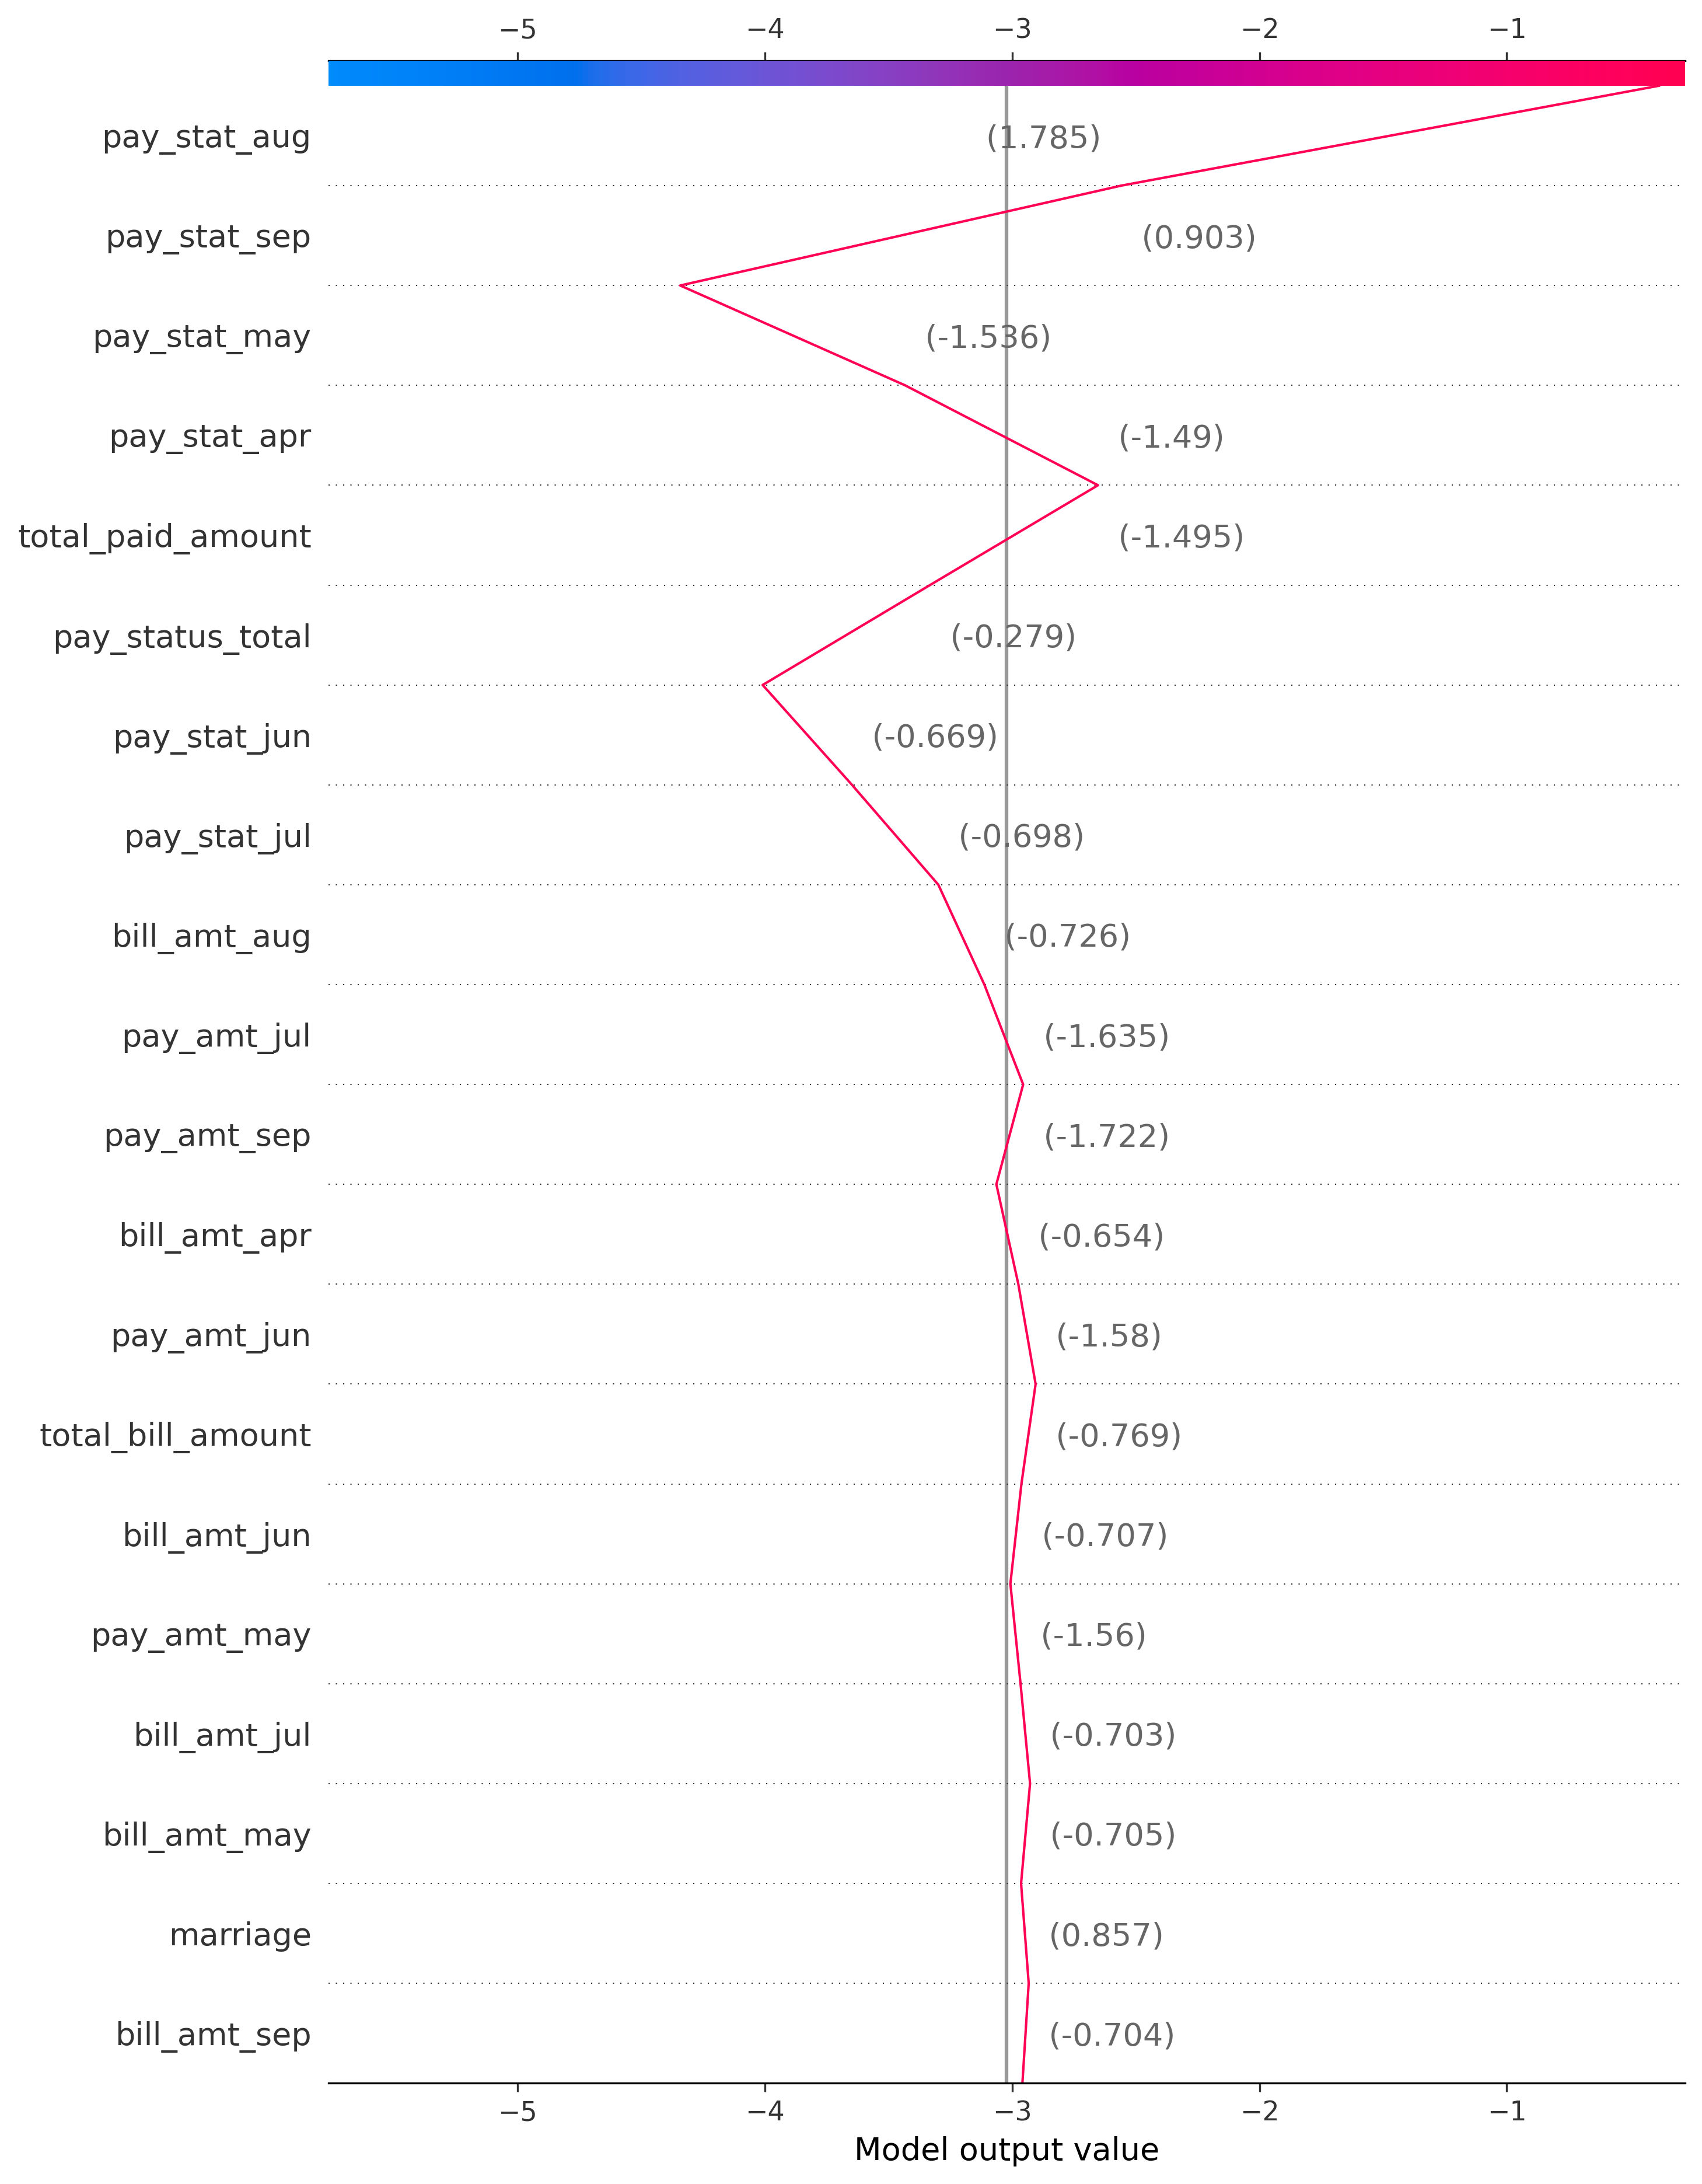 −5 −4 −3 −2 −1
pay_stat_aug (1.785)
pay_stat_sep (0.903)
pay_stat_may (-1.536)
pay_stat_apr (-1.49)
total_paid_amount (-1.495)
pay_status_total (-0.279)
pay_stat_jun (-0.669)
pay_stat_jul (-0.698)
bill_amt_aug (-0.726)
pay_amt_jul (-1.635)
pay_amt_sep (-1.722)
bill_amt_apr (-0.654)
pay_amt_jun (-1.58)
total_bill_amount (-0.769)
bill_amt_jun (-0.707)
pay_amt_may (-1.56)
bill_amt_jul (-0.703)
bill_amt_may (-0.705)
marriage (0.857)
bill_amt_sep (-0.704)
−5 −4 −3 −2 −1
Model output value